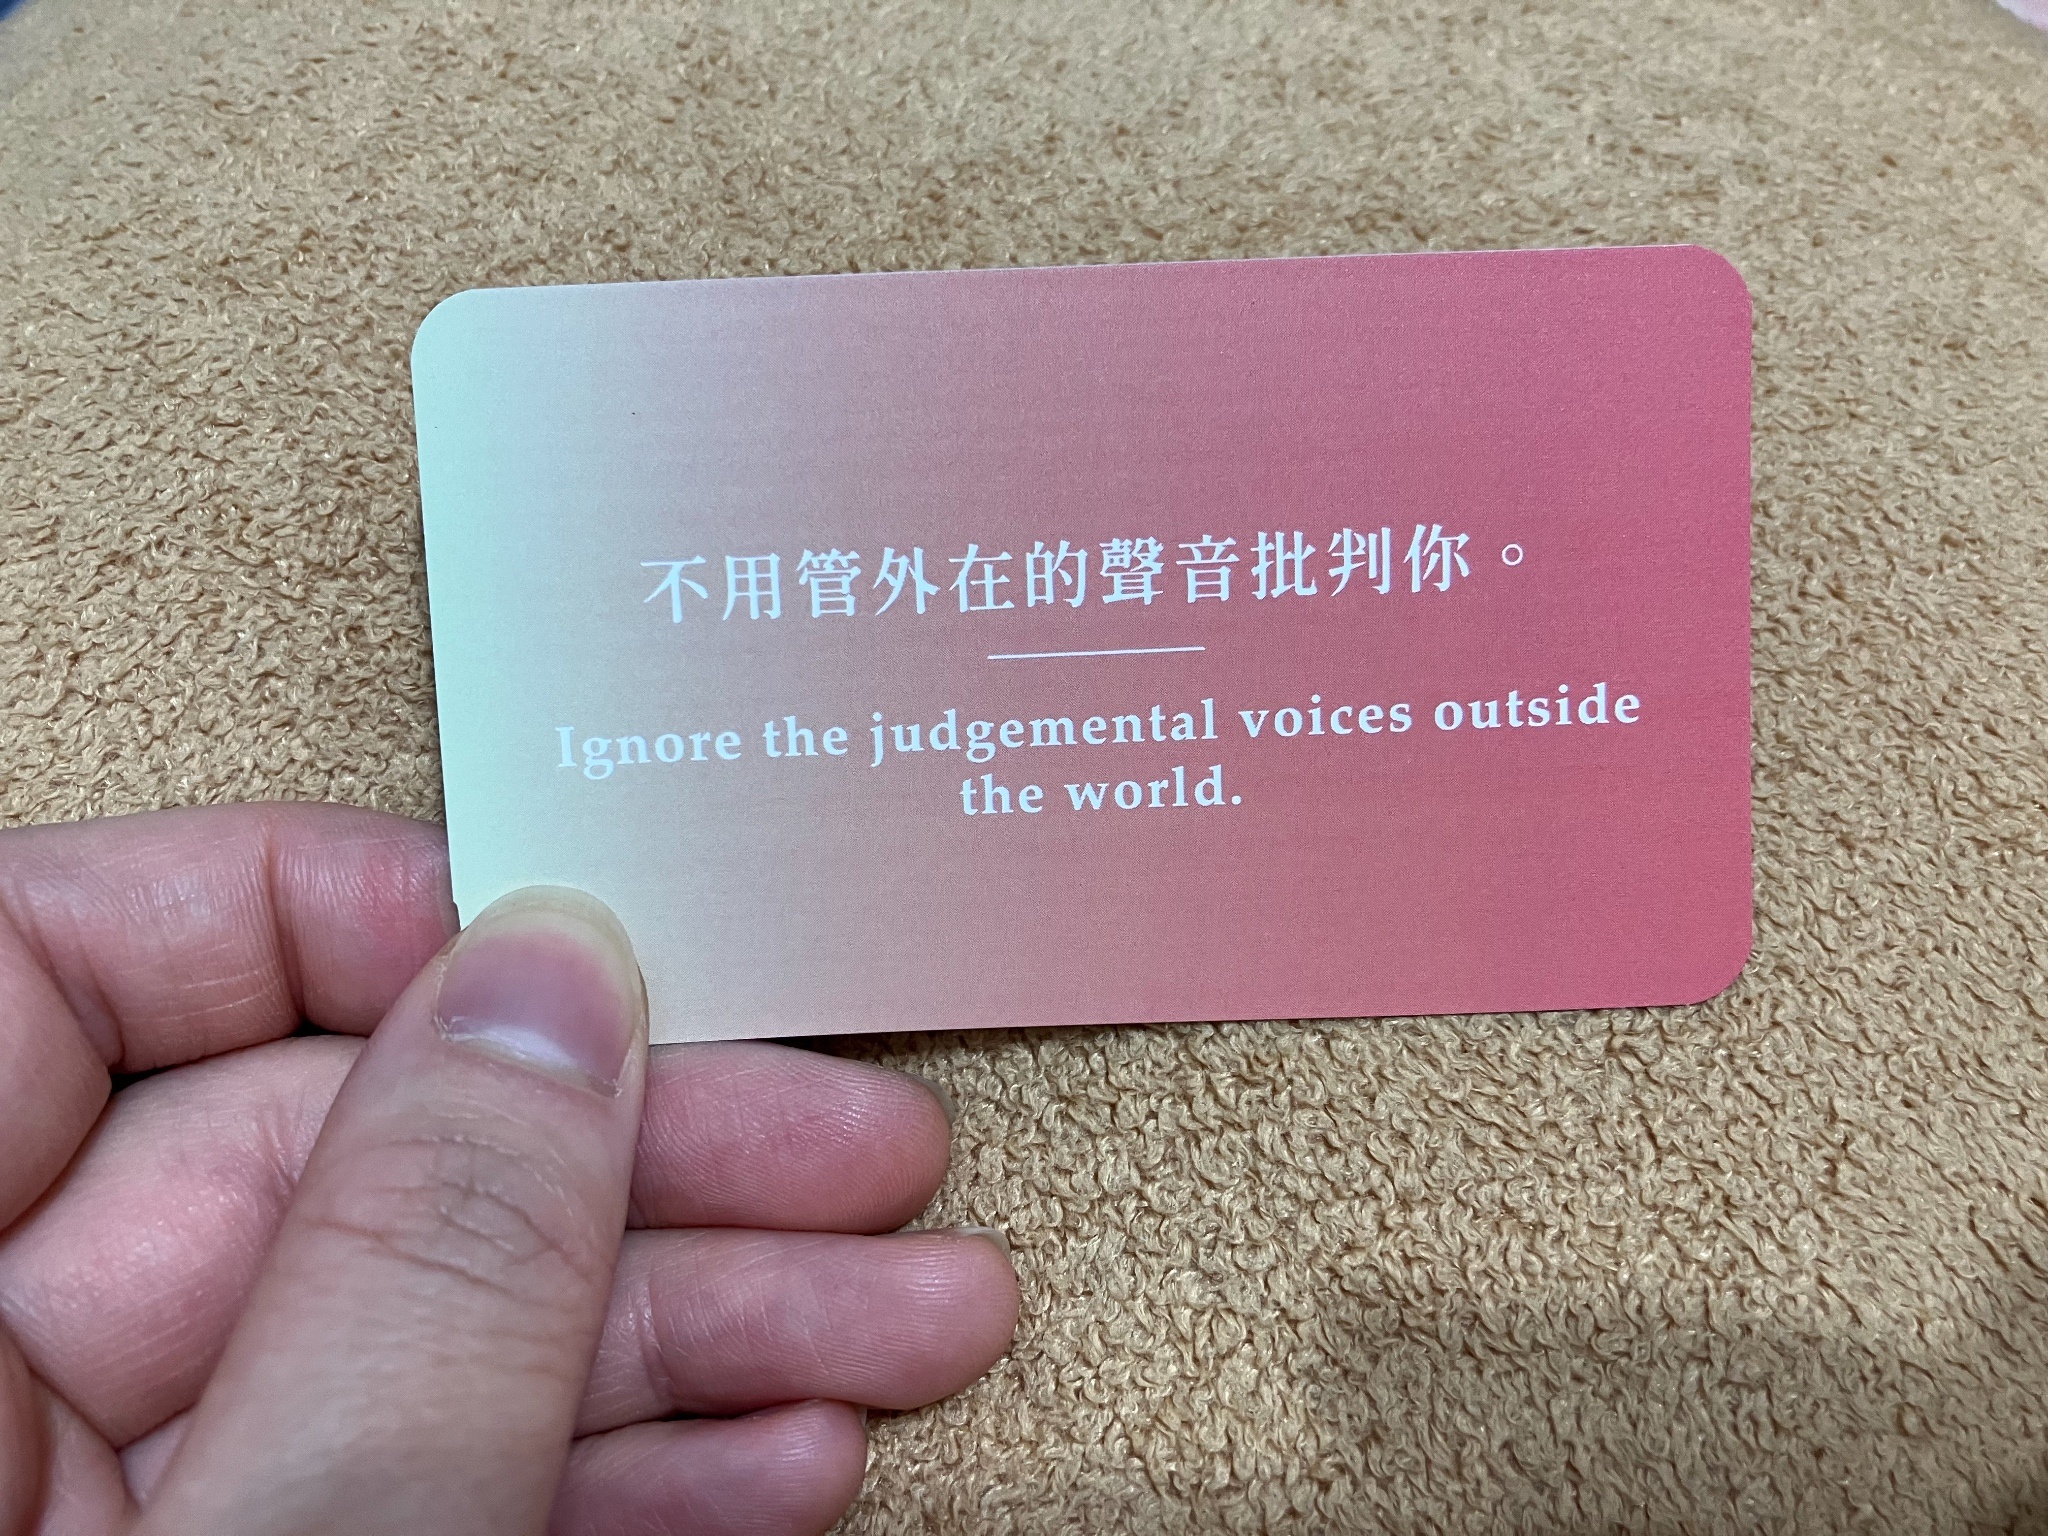 不用管外在的聲音批判你。
Ignore the judgemental voices outside
the world.